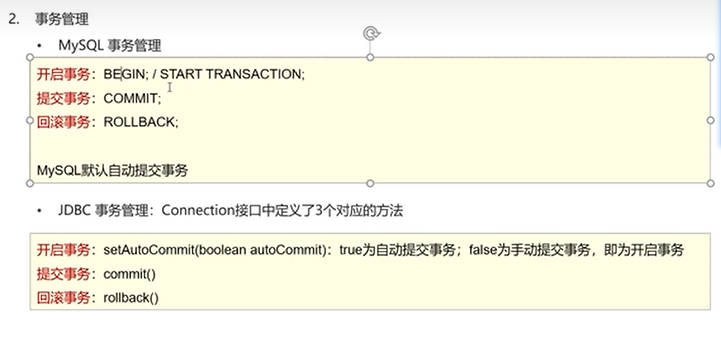 2. 事务管理
• MySQL 事务管理
开启事务：BEGIN; / START TRANSACTION;
提交事务：COMMIT;
回滚事务：ROLLBACK;
MySQL默认自动提交事务
• JDBC 事务管理：Connection接口中定义了3个对应的方法
开启事务：setAutoCommit(boolean autoCommit)：true为自动提交事务；false为手动提交事务，即为开启事务
提交事务：commit()
回滚事务：rollback()